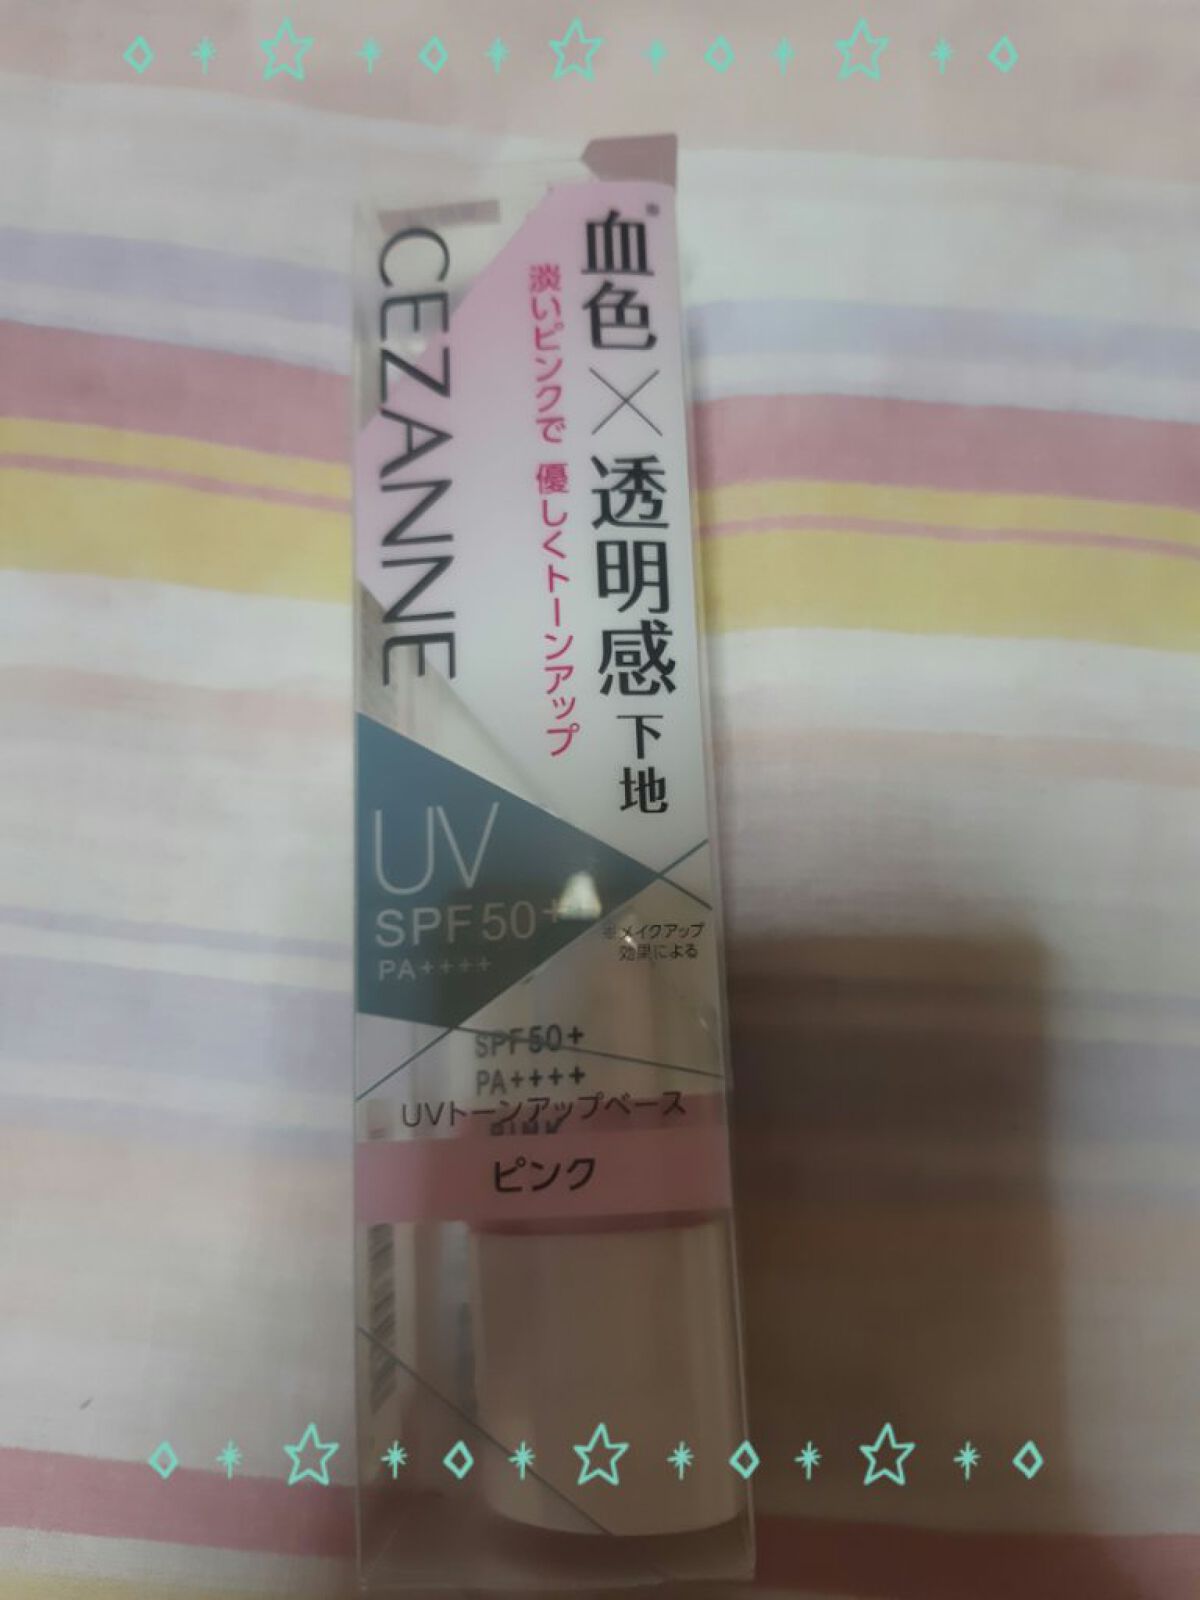 血色※×透明感 下地
淡いピンクで 優しくトーンアップ
CEZANNE
UV
SPF50+
PA++++
※メイクアップ
効果による
SPF50+
PA++++
UVトーンアップベース
ピンク